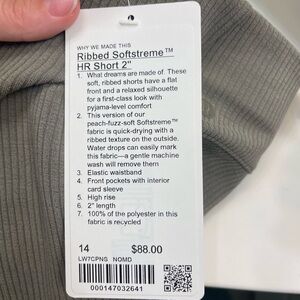 WHY WE MADE THIS
Ribbed Softstreme™
HR Short 2"
1. What dreams are made of. These
soft, ribbed shorts have a flat
front and a relaxed silhouette
for a first-class look with
pyjama-level comfort
2. This version of our
peach-fuzz-soft Softstreme™
fabric is quick-drying with a
ribbed texture on the outside.
Water drops can easily mark
this fabric—a gentle machine
wash will remove them
3. Elastic waistband
4. Front pockets with interior
card sleeve
5. High rise
6. 2" length
7. 100% of the polyester in this
fabric is recycled
14 $88.00
LW7CPNS NOMD
000147032641